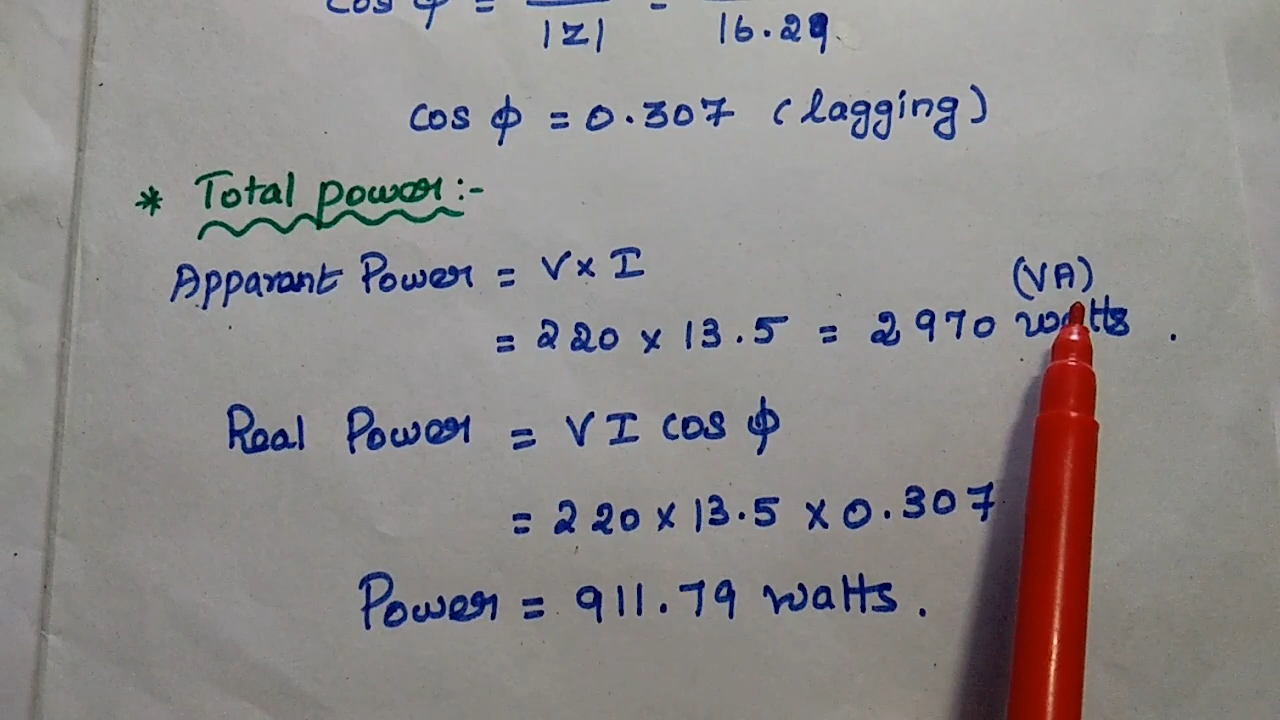 cos φ = |Z| = 16.29
cos φ = 0.307 (lagging)
* Total power:-
Apparant Power = V x I
(VA)
= 220 x 13.5 = 2970 watts .
Real Power = V I cos φ
= 220 x 13.5 x 0.307
Power = 911.79 watts .